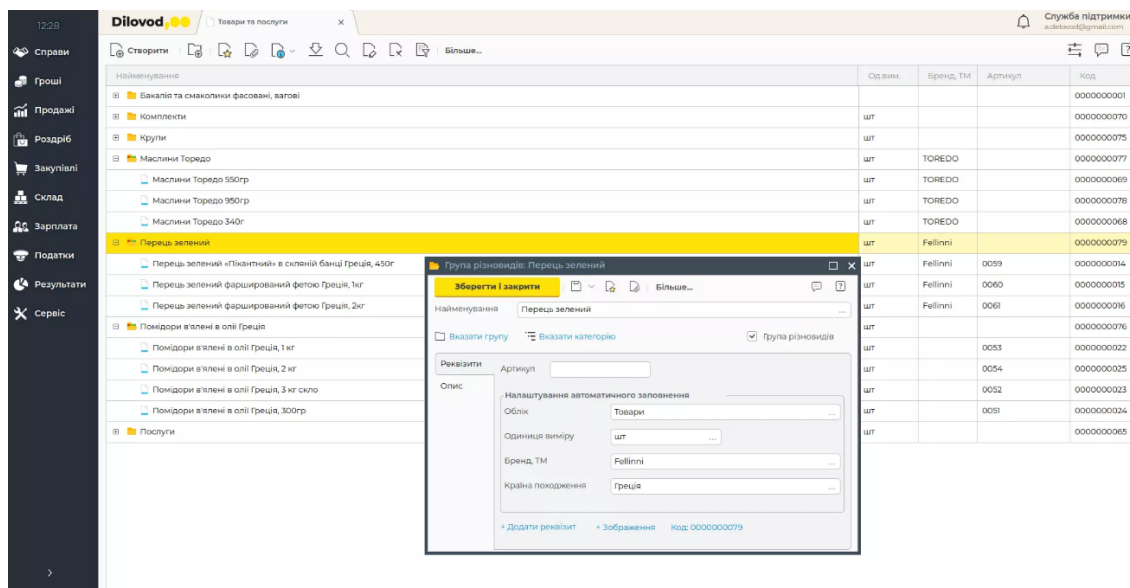 12:28
Dilovod
Товари та послуги x
Служба підтримки
a.delovod@gmail.com
Справи
Гроші
Продажі
Роздріб
Закупівлі
Склад
Зарплата
Податки
Результати
Сервіс
Створити Більше...
Найменування Од.вим. Бренд, ТМ Артикул Код
Бакалія та смаколики фасовані, вагові 0000000001
Комплекти шт 0000000070
Крупи шт 0000000075
Маслини Торедо шт TOREDO 0000000077
Маслини Торедо 550гр шт TOREDO 0000000069
Маслини Торедо 950гр шт TOREDO 0000000078
Маслини Торедо 340г шт TOREDO 0000000068
Перець зелений шт Fellinni 0000000079
Перець зелений «Пікантний» в скляній банці Греція, 450г шт Fellinni 0059 0000000014
Перець зелений фарширований фетою Греція, 1кг шт Fellinni 0060 0000000015
Перець зелений фарширований фетою Греція, 2кг шт Fellinni 0061 0000000016
Помідори в'ялені в олії Греція шт 0000000076
Помідори в'ялені в олії Греція, 1 кг шт 0053 0000000022
Помідори в'ялені в олії Греція, 2 кг шт 0054 0000000025
Помідори в'ялені в олії Греція, 3 кг скло шт 0052 0000000023
Помідори в'ялені в олії Греція, 300гр шт 0051 0000000024
Послуги шт 0000000065
Група різновидів: Перець зелений
Зберегти і закрити Більше...
Найменування Перець зелений ...
Вказати групу Вказати категорію Група різновидів
Реквізити
Опис
Артикул
Налаштування автоматичного заповнення
Облік Товари ...
Одиниця виміру шт ...
Бренд, ТМ Fellinni ...
Країна походження Греція ...
+ Додати реквізит + Зображення Код: 0000000079